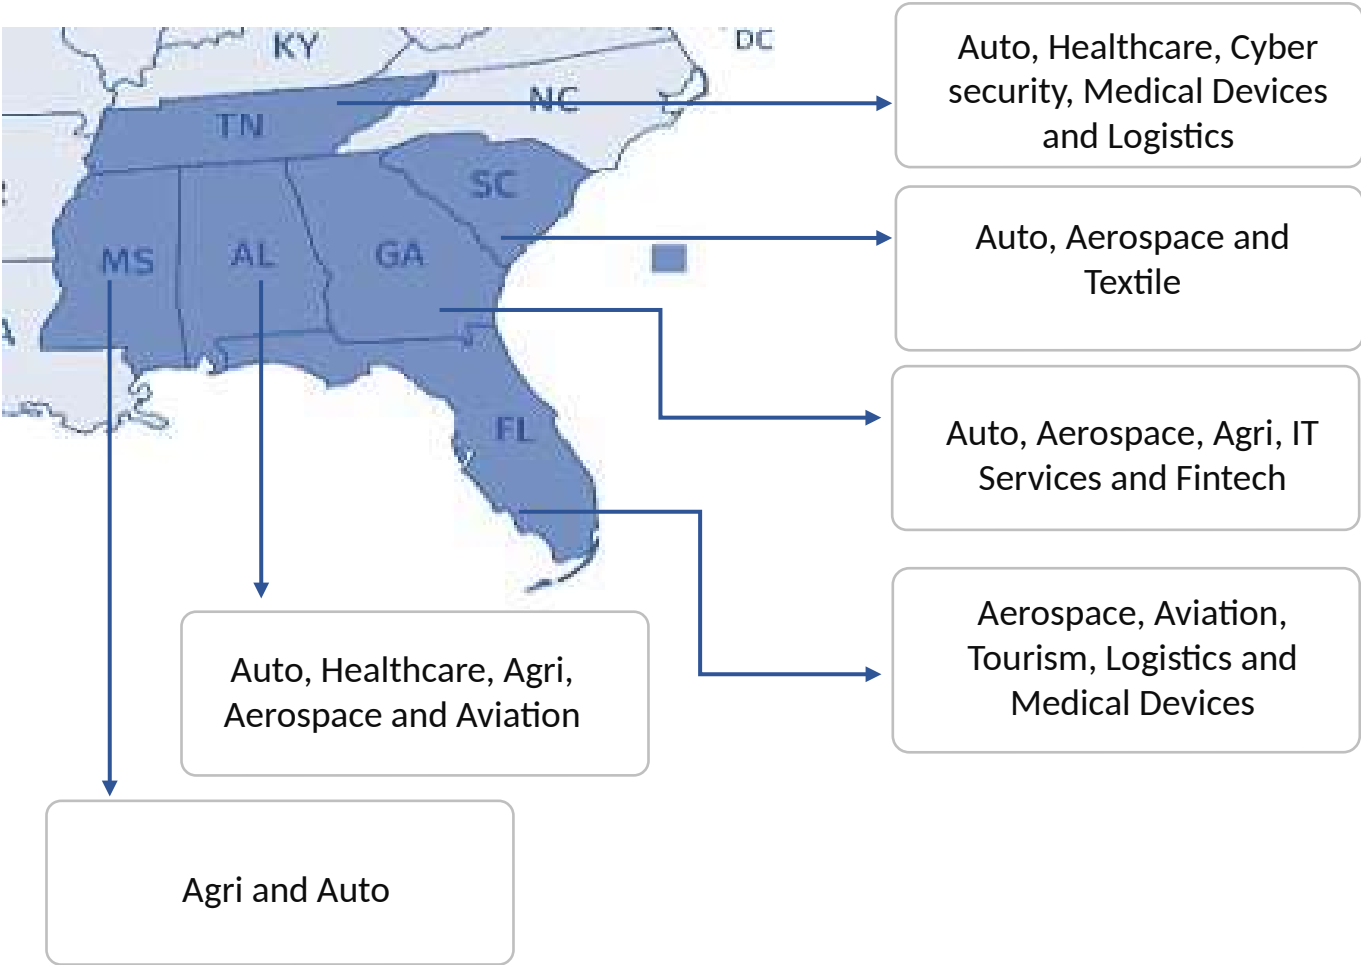 KY
DC
NC
TN
SC
MS
AL
GA
FL
Auto, Healthcare, Cyber
security, Medical Devices
and Logistics
Auto, Aerospace and
Textile
Auto, Aerospace, Agri, IT
Services and Fintech
Aerospace, Aviation,
Tourism, Logistics and
Medical Devices
Auto, Healthcare, Agri,
Aerospace and Aviation
Agri and Auto